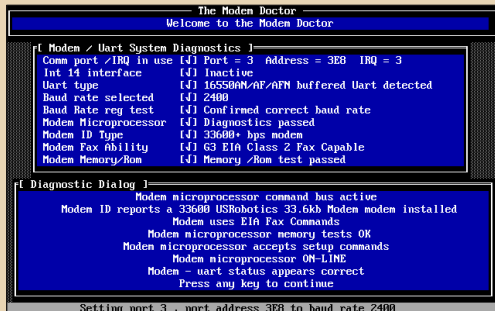 The Modem Doctor
Welcome to the Modem Doctor
[ Modem / Uart System Diagnostics ]
Comm port /IRQ in use [√] Port = 3 Address = 3E8 IRQ = 3
Int 14 interface [√] Inactive
Uart type [√] 16550AN/AF/AFN buffered Uart detected
Baud rate selected [√] 2400
Baud Rate reg test [√] Confirmed correct baud rate
Modem Microprocessor [√] Diagnostics passed
Modem ID Type [√] 33600+ bps modem
Modem Fax Ability [√] G3 EIA Class 2 Fax Capable
Modem Memory/Rom [√] Memory /Rom test passed
[ Diagnostic Dialog ]
Modem microprocessor command bus active
Modem ID reports a 33600 USRobotics 33.6kb Modem modem installed
Modem uses EIA Fax Commands
Modem microprocessor memory tests OK
Modem microprocessor accepts setup commands
Modem microprocessor ON-LINE
Modem - uart status appears correct
Press any key to continue
Setting port 3 , port address 3E8 to baud rate 2400